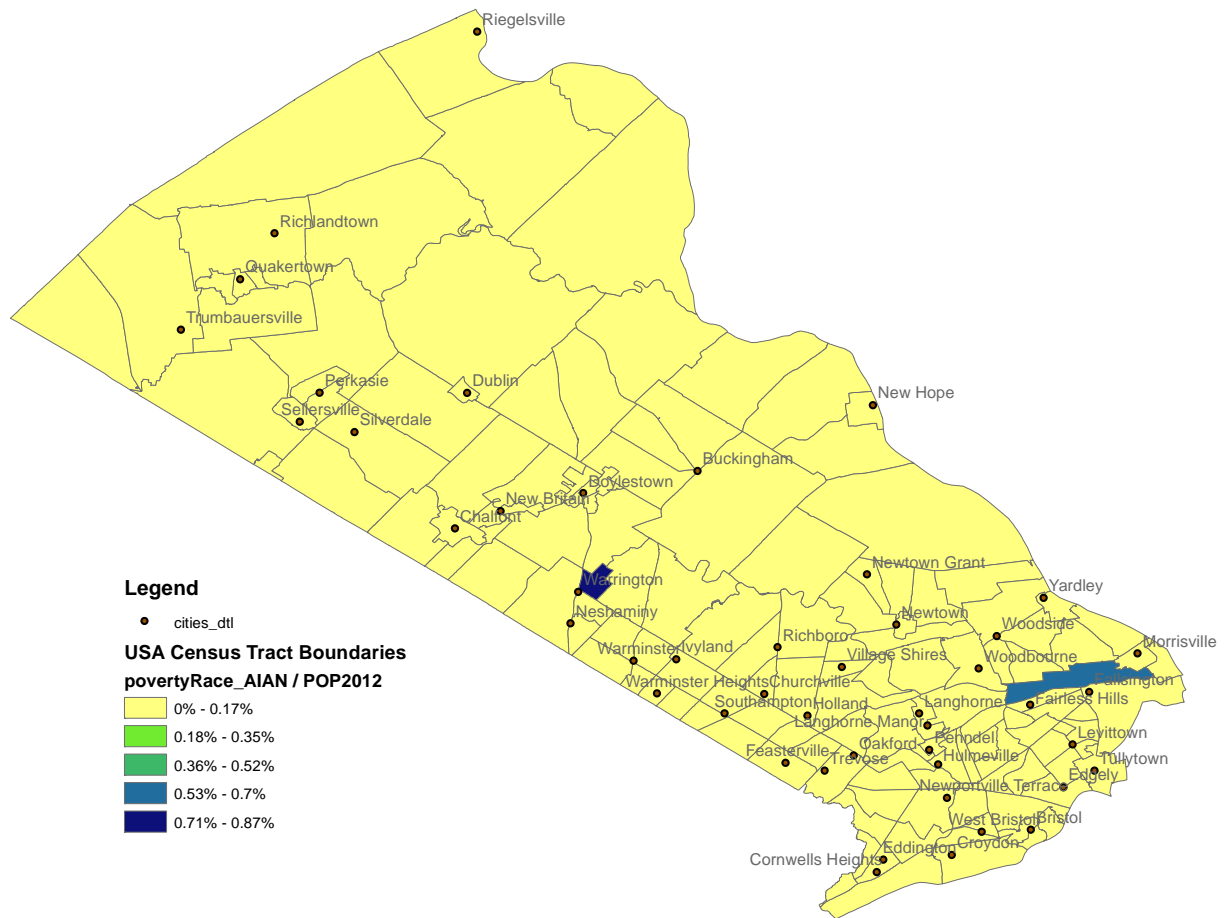 Riegelsville
Richlandtown
Quakertown
Trumbauersville
Perkasie
Dublin
New Hope
Sellersville
Silverdale
Buckingham
Doylestown
New Britain
Chalfont
Newtown Grant
Warrington
Yardley
Neshaminy
Newtown
Woodside
Richboro
Morrisville
Warminster
Ivyland
Village Shires
Woodbourne
Warminster Heights
Churchville
Fallsington
Fairless Hills
Southampton
Holland
Langhorne
Langhorne Manor
Levittown
Feasterville
Oakford
Penndel
Trevose
Hulmeville
Tullytown
Edgely
Newportville Terrace
West Bristol
Bristol
Cornwells Heights
Eddington
Croydon
Legend
cities_dtl
USA Census Tract Boundaries
povertyRace_AIAN / POP2012
0% - 0.17%
0.18% - 0.35%
0.36% - 0.52%
0.53% - 0.7%
0.71% - 0.87%